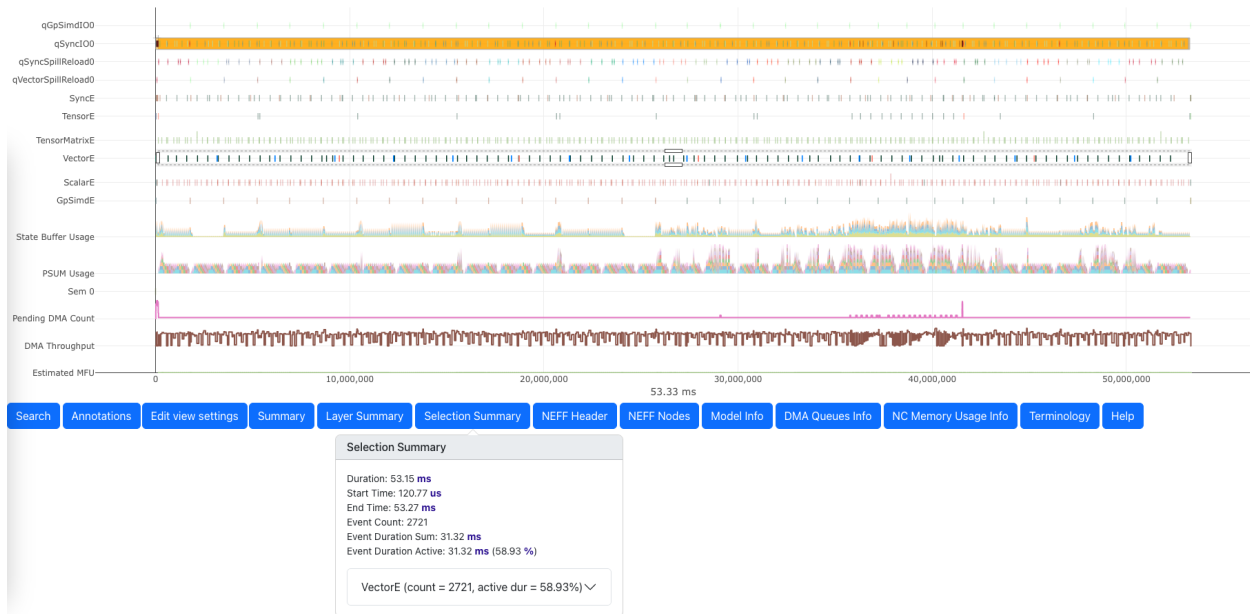 qGpSimdIO0
qSyncIO0
qSyncSpillReload0
qVectorSpillReload0
SyncE
TensorE
TensorMatrixE
VectorE
ScalarE
GpSimdE
State Buffer Usage
PSUM Usage
Sem 0
Pending DMA Count
DMA Throughput
Estimated MFU
0 10,000,000 20,000,000 30,000,000 40,000,000 50,000,000
53.33 ms
Search Annotations Edit view settings Summary Layer Summary Selection Summary NEFF Header NEFF Nodes Model Info DMA Queues Info NC Memory Usage Info Terminology Help
Selection Summary
Duration: 53.15 ms
Start Time: 120.77 us
End Time: 53.27 ms
Event Count: 2721
Event Duration Sum: 31.32 ms
Event Duration Active: 31.32 ms (58.93 %)
VectorE (count = 2721, active dur = 58.93%)